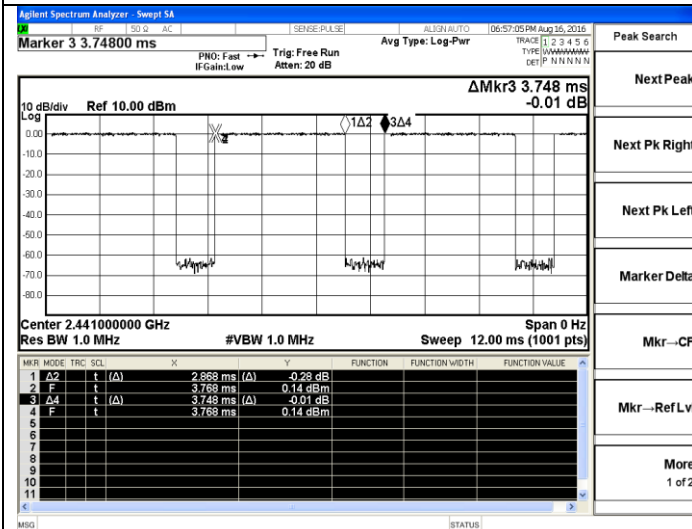 Agilent Spectrum Analyzer - Swept SA
RF 50 Ω AC SENSE:PULSE ALIGN AUTO 06:57:05 PM Aug 16, 2016
Marker 3 3.74800 ms
PNO: Fast
IFGain:Low
Trig: Free Run
Atten: 20 dB
Avg Type: Log-Pwr
TRACE 1 2 3 4 5 6
TYPE
DET P N N N N N
Peak Search
ΔMkr3 3.748 ms
-0.01 dB
10 dB/div Ref 10.00 dBm
Log
1Δ2 3Δ4
0.00
-10.0
-20.0
-30.0
-40.0
-50.0
-60.0
-70.0
-80.0
Center 2.441000000 GHz Span 0 Hz
Res BW 1.0 MHz #VBW 1.0 MHz Sweep 12.00 ms (1001 pts)
MKR MODE TRC SCL X Y FUNCTION FUNCTION WIDTH FUNCTION VALUE
1 Δ2 t (Δ) 2.868 ms (Δ) -0.28 dB
2 F t 3.768 ms 0.14 dBm
3 Δ4 t (Δ) 3.748 ms (Δ) -0.01 dB
4 F t 3.768 ms 0.14 dBm
5
6
7
8
9
10
11
MSG STATUS
Next Peak
Next Pk Right
Next Pk Left
Marker Delta
Mkr→CF
Mkr→Ref Lvl
More
1 of 2